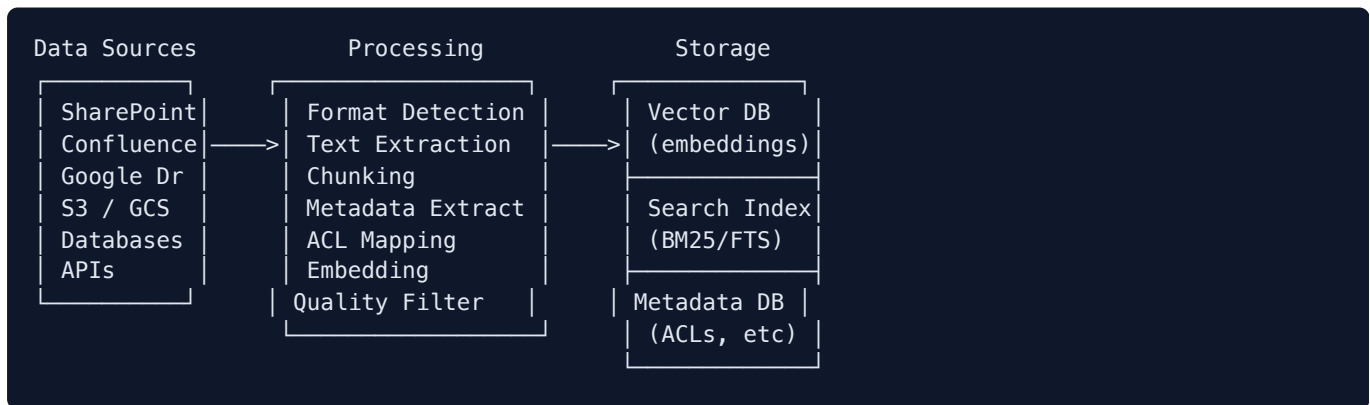 Data Sources Processing Storage
SharePoint Format Detection Vector DB
Confluence Text Extraction (embeddings)
Google Dr Chunking
S3 / GCS Metadata Extract Search Index
Databases ACL Mapping (BM25/FTS)
APIs Embedding
Quality Filter Metadata DB
(ACLs, etc)